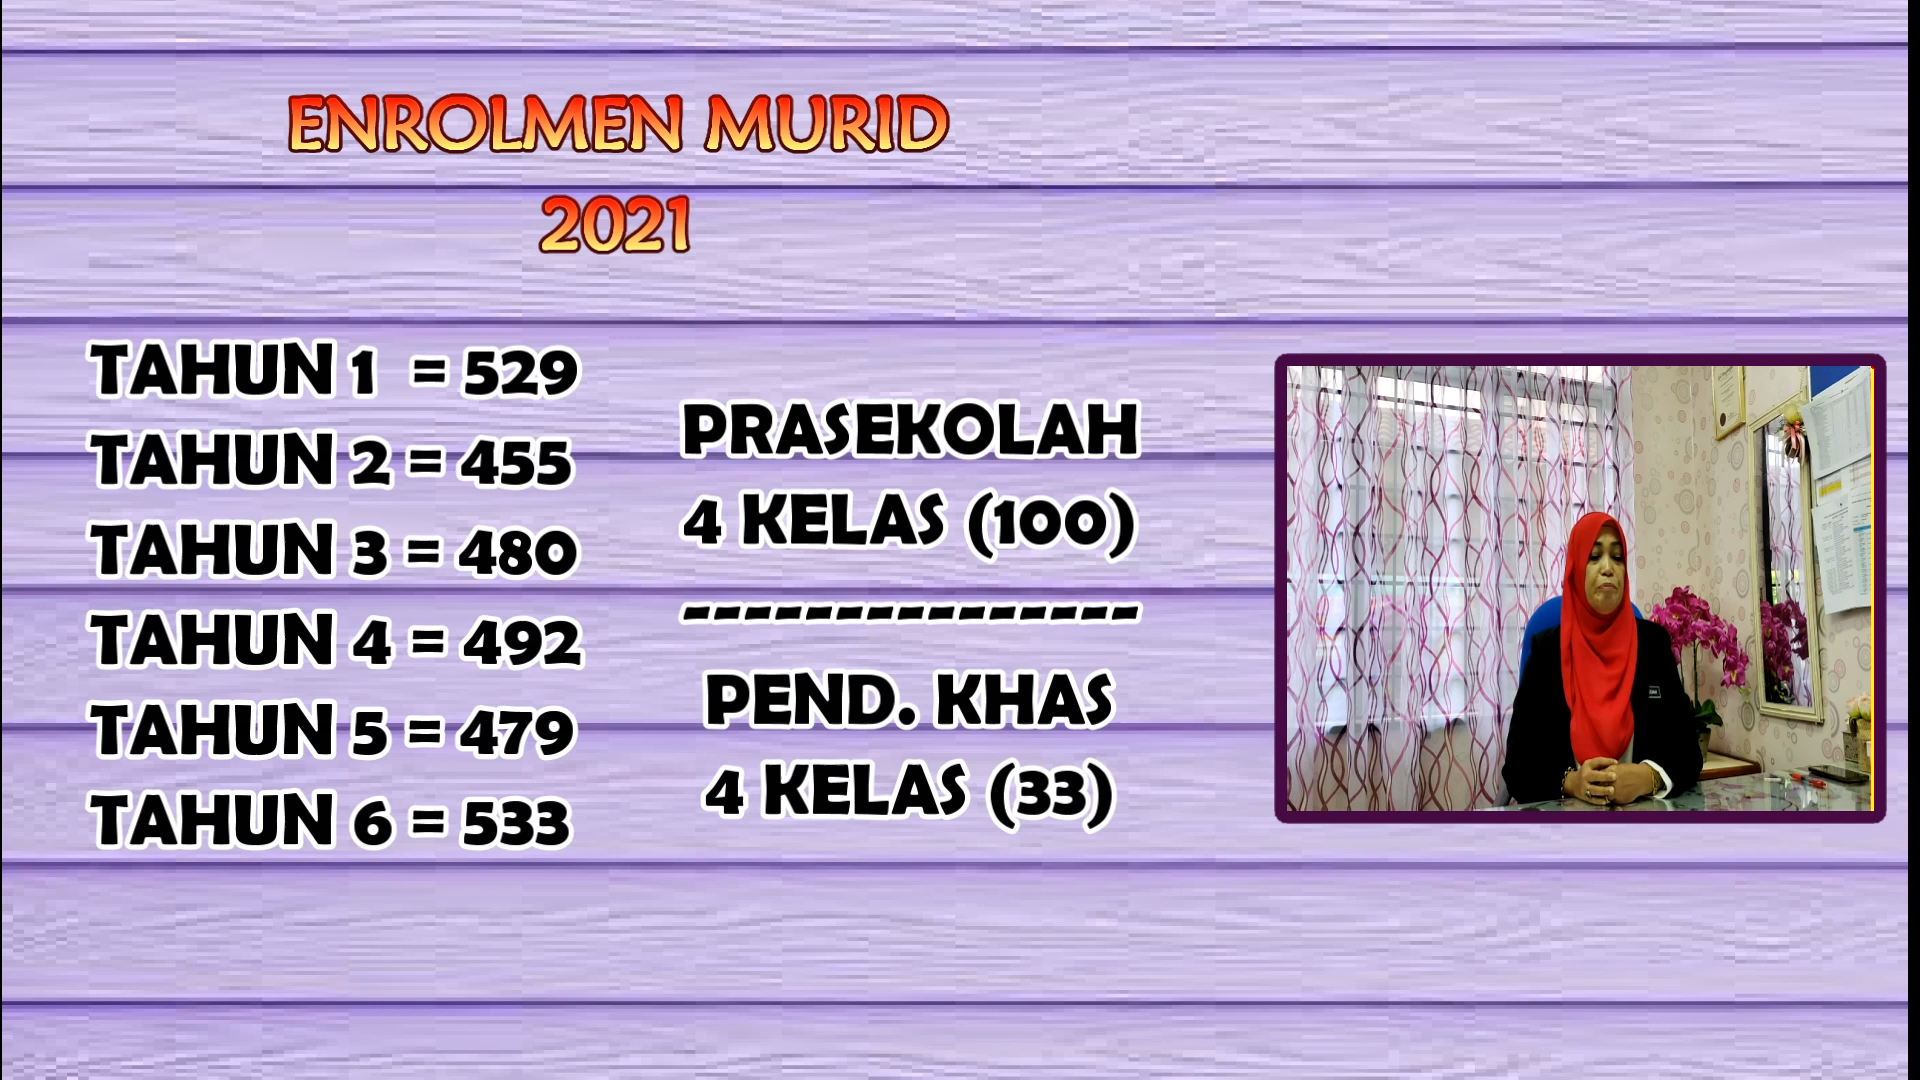 ENROLMEN MURID
2021
TAHUN 1 = 529
TAHUN 2 = 455
TAHUN 3 = 480
TAHUN 4 = 492
TAHUN 5 = 479
TAHUN 6 = 533
PRASEKOLAH
4 KELAS (100)
---------------
PEND. KHAS
4 KELAS (33)